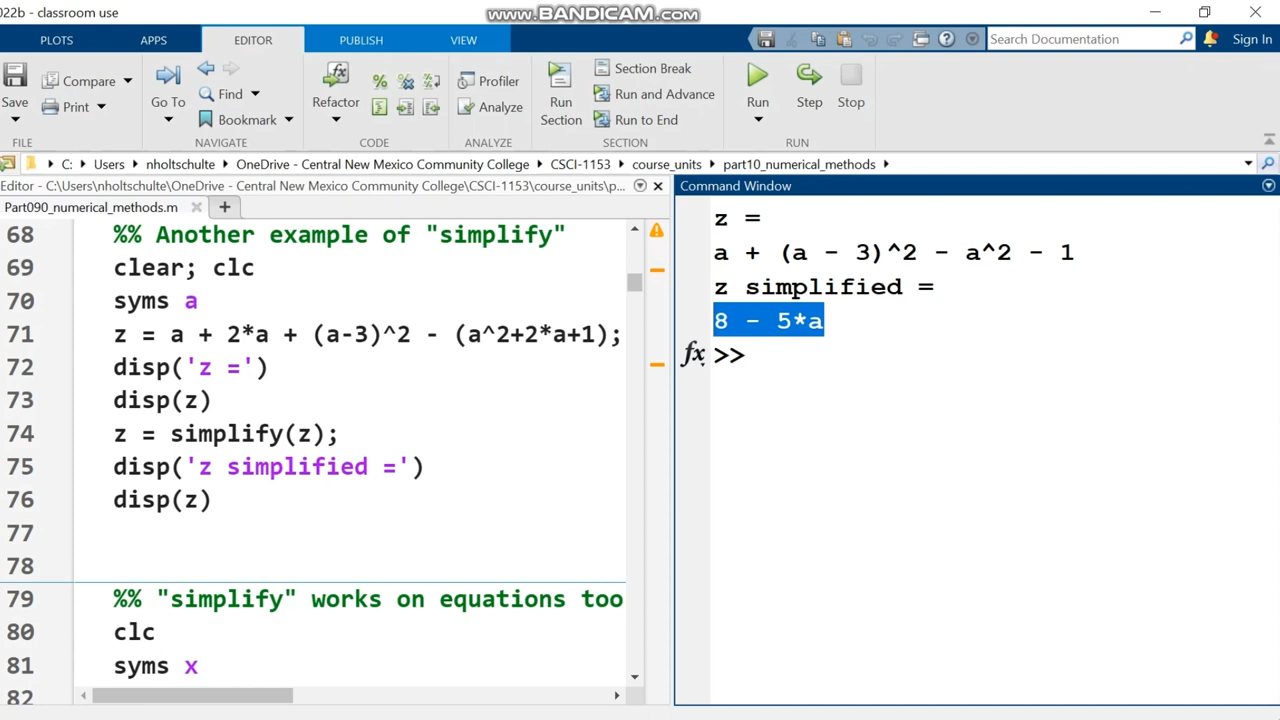 022b - classroom use
www.BANDICAM.com
PLOTS APPS EDITOR PUBLISH VIEW
Search Documentation
Sign In
Save
Compare
Print
Go To
Find
Bookmark
Refactor
Profiler
Analyze
Run Section
Section Break
Run and Advance
Run to End
Run
Step
Stop
FILE NAVIGATE CODE ANALYZE SECTION RUN
C: Users nholtschulte OneDrive - Central New Mexico Community College CSCI-1153 course_units part10_numerical_methods
Editor - C:\Users\nholtschulte\OneDrive - Central New Mexico Community College\CSCI-1153\course_units\p...
Part090_numerical_methods.m
68 %% Another example of "simplify"
69 clear; clc
70 syms a
71 z = a + 2*a + (a-3)^2 - (a^2+2*a+1);
72 disp('z =')
73 disp(z)
74 z = simplify(z);
75 disp('z simplified =')
76 disp(z)
77
78
79 %% "simplify" works on equations too
80 clc
81 syms x
82
Command Window
z =
a + (a - 3)^2 - a^2 - 1
z simplified =
8 - 5*a
fx >>